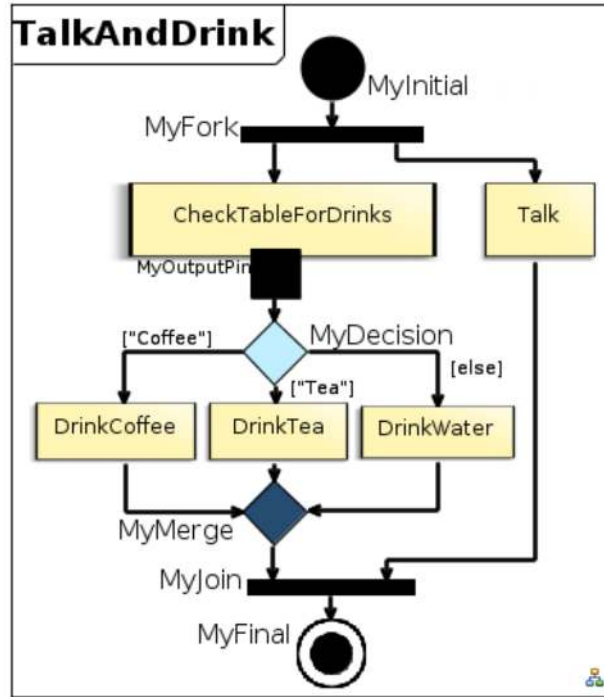 TalkAndDrink
MyInitial
MyFork
CheckTableForDrinks
Talk
MyOutputPin
MyDecision
["Coffee"]
["Tea"]
[else]
DrinkCoffee
DrinkTea
DrinkWater
MyMerge
MyJoin
MyFinal